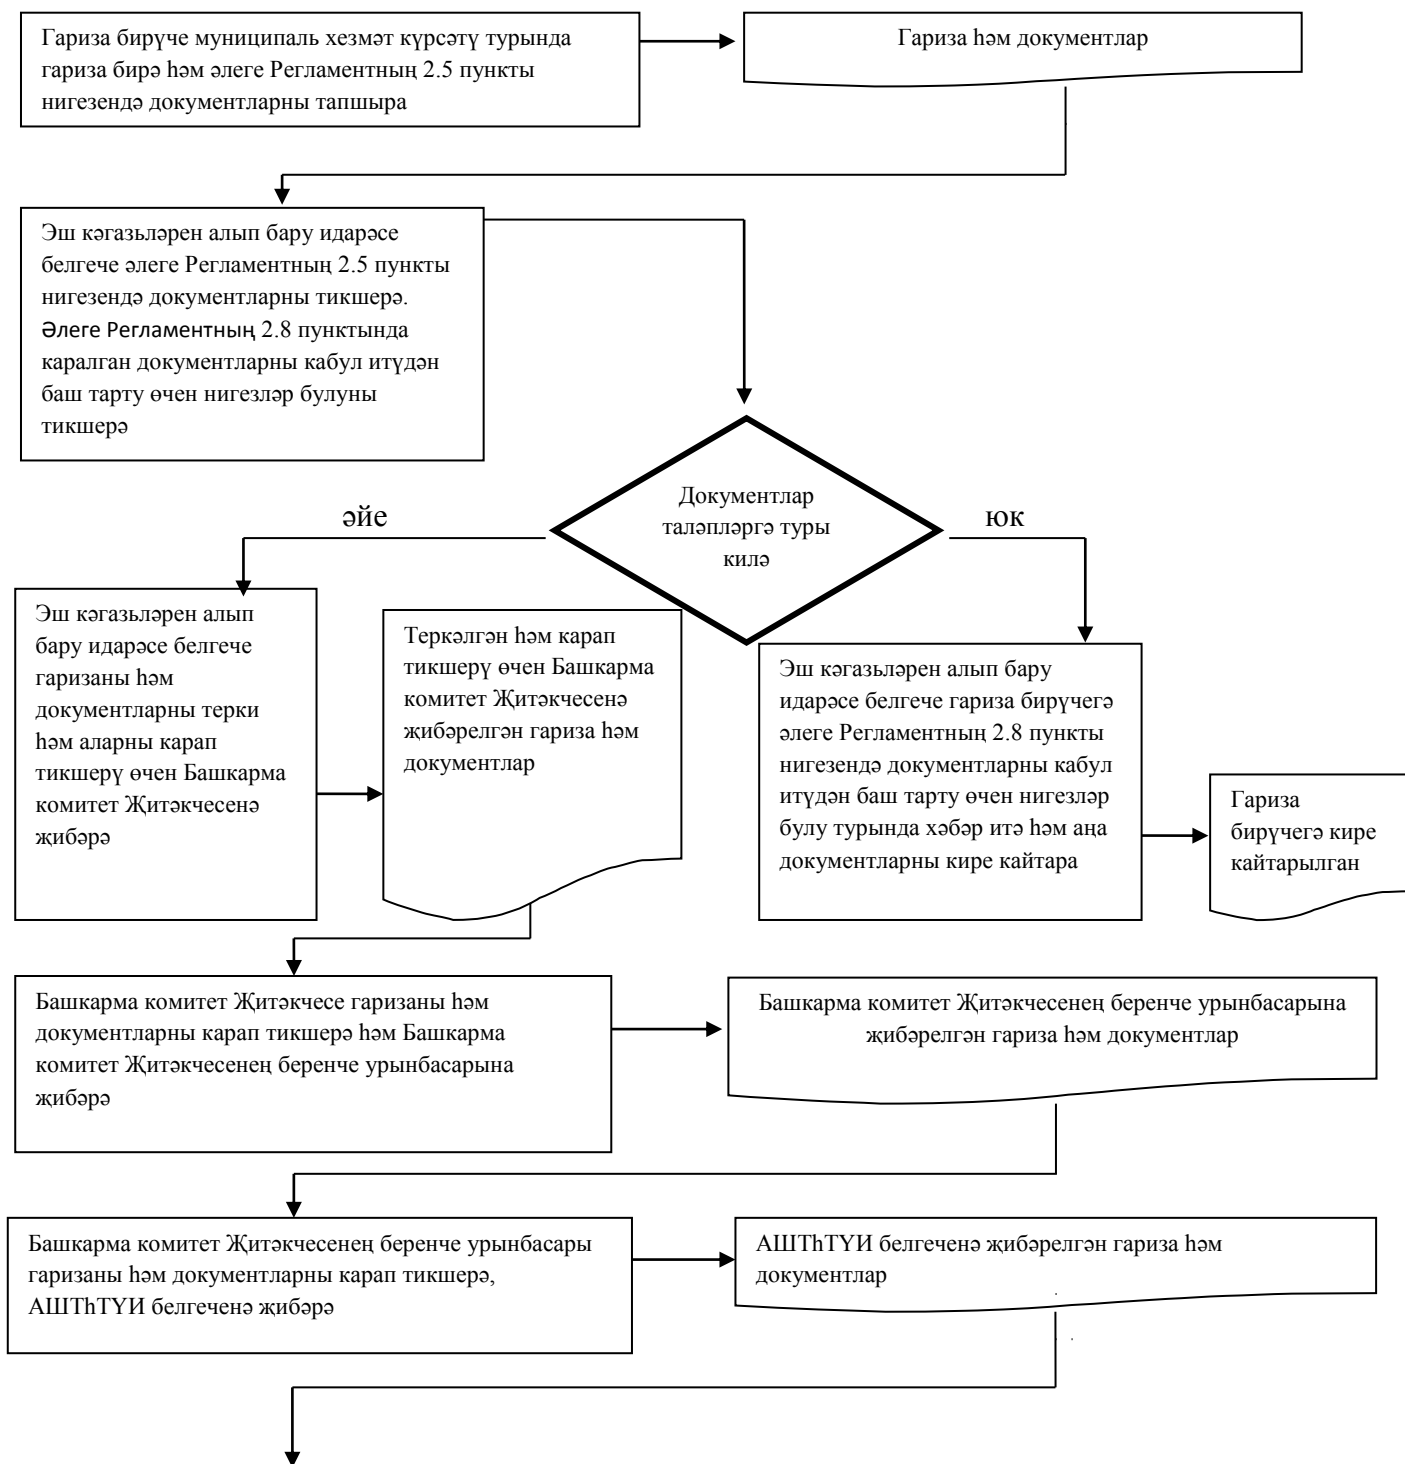 Гариза бирүче муниципаль хезмәт күрсәтү турында
гариза бирә һәм әлеге Регламентның 2.5 пункты
нигезендә документларны тапшыра
Гариза һәм документлар
Эш кәгазьләрен алып бару идарәсе
белгече әлеге Регламентның 2.5 пункты
нигезендә документларны тикшерә.
Әлеге Регламентның 2.8 пунктында
каралган документларны кабул итүдән
баш тарту өчен нигезләр булуны
тикшерә
Документлар
таләпләргә туры
килә
әйе
юк
Эш кәгазьләрен алып
бару идарәсе белгече
гаризаны һәм
документларны терки
һәм аларны карап
тикшерү өчен Башкарма
комитет Җитәкчесенә
җибәрә
Теркәлгән һәм карап
тикшерү өчен Башкарма
комитет Җитәкчесенә
җибәрелгән гариза һәм
документлар
Эш кәгазьләрен алып бару
идарәсе белгече гариза бирүчегә
әлеге Регламентның 2.8 пункты
нигезендә документларны кабул
итүдән баш тарту өчен нигезләр
булу турында хәбәр итә һәм аңа
документларны кире кайтара
Гариза
бирүчегә кире
кайтарылган
Башкарма комитет Җитәкчесе гаризаны һәм
документларны карап тикшерә һәм Башкарма
комитет Җитәкчесенең беренче урынбасарына
җибәрә
Башкарма комитет Җитәкчесенең беренче урынбасарына
җибәрелгән гариза һәм документлар
Башкарма комитет Җитәкчесенең беренче урынбасары
гаризаны һәм документларны карап тикшерә,
АШТҺТҮИ белгеченә җибәрә
АШТҺТҮИ белгеченә җибәрелгән гариза һәм
документлар